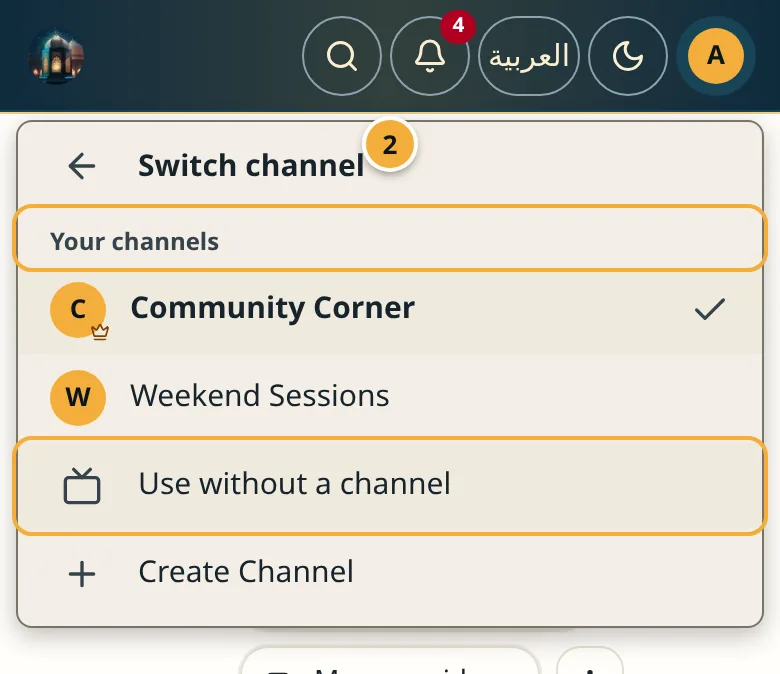 4
العربية
A
Switch channel
2
Your channels
C
Community Corner
W
Weekend Sessions
Use without a channel
Create Channel